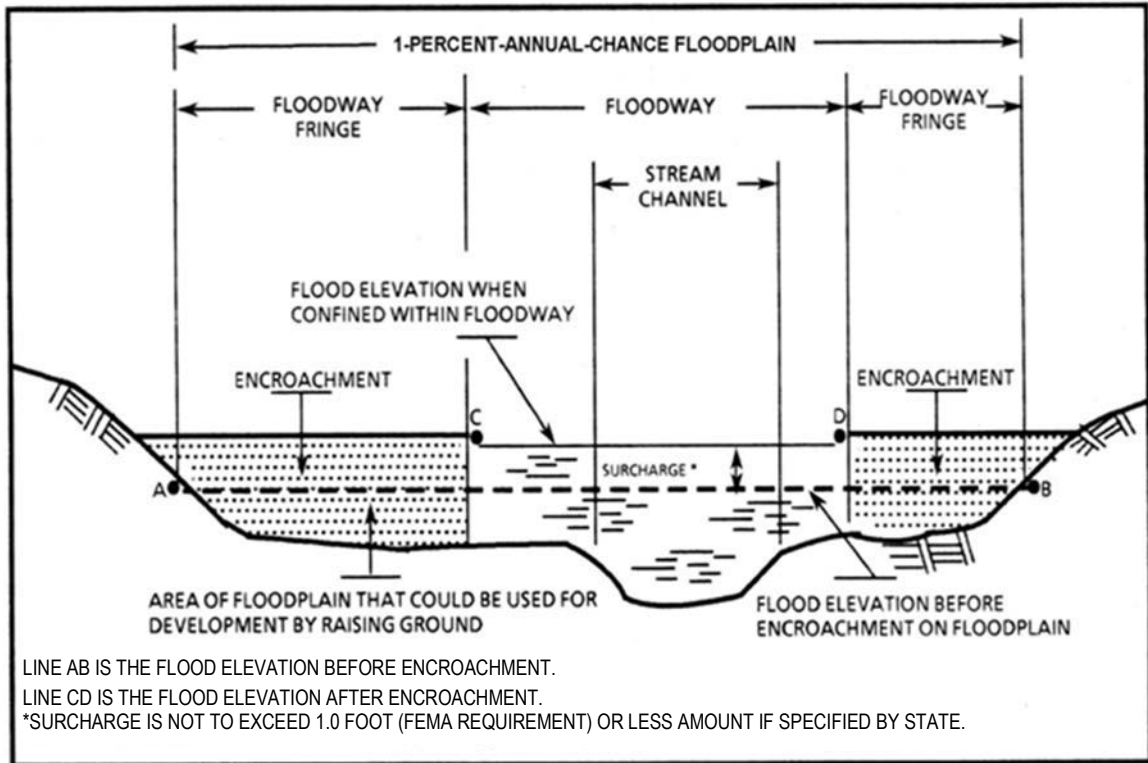 1-PERCENT-ANNUAL-CHANCE FLOODPLAIN
FLOODWAY
FRINGE
FLOODWAY
FLOODWAY
FRINGE
STREAM
CHANNEL
FLOOD ELEVATION WHEN
CONFINED WITHIN FLOODWAY
ENCROACHMENT
ENCROACHMENT
C
D
SURCHARGE *
A
B
AREA OF FLOODPLAIN THAT COULD BE USED FOR
DEVELOPMENT BY RAISING GROUND
FLOOD ELEVATION BEFORE
ENCROACHMENT ON FLOODPLAIN
LINE AB IS THE FLOOD ELEVATION BEFORE ENCROACHMENT.
LINE CD IS THE FLOOD ELEVATION AFTER ENCROACHMENT.
*SURCHARGE IS NOT TO EXCEED 1.0 FOOT (FEMA REQUIREMENT) OR LESS AMOUNT IF SPECIFIED BY STATE.